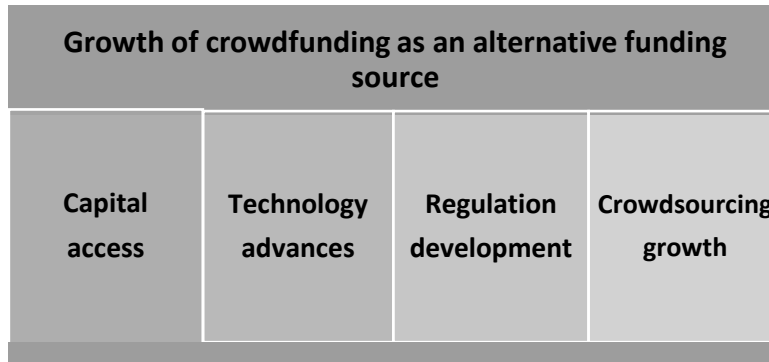 Growth of crowdfunding as an alternative funding
source
Capital
access
Technology
advances
Regulation
development
Crowdsourcing
growth